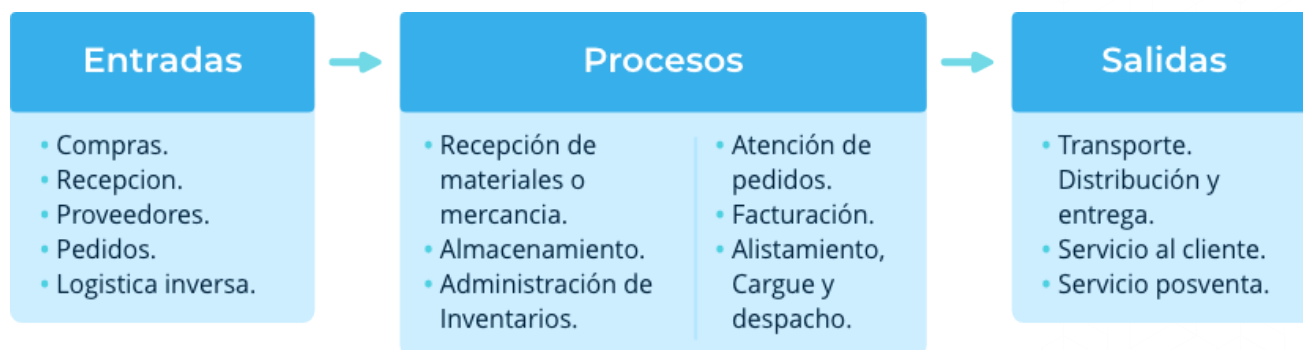 Entradas
• Compras.
• Recepcion.
• Proveedores.
• Pedidos.
• Logistica inversa.
Procesos
• Recepción de
materiales o
mercancia.
• Almacenamiento.
• Administración de
Inventarios.
• Atención de
pedidos.
• Facturación.
• Alistamiento,
Cargue y
despacho.
Salidas
• Transporte.
Distribución y
entrega.
• Servicio al cliente.
• Servicio posventa.